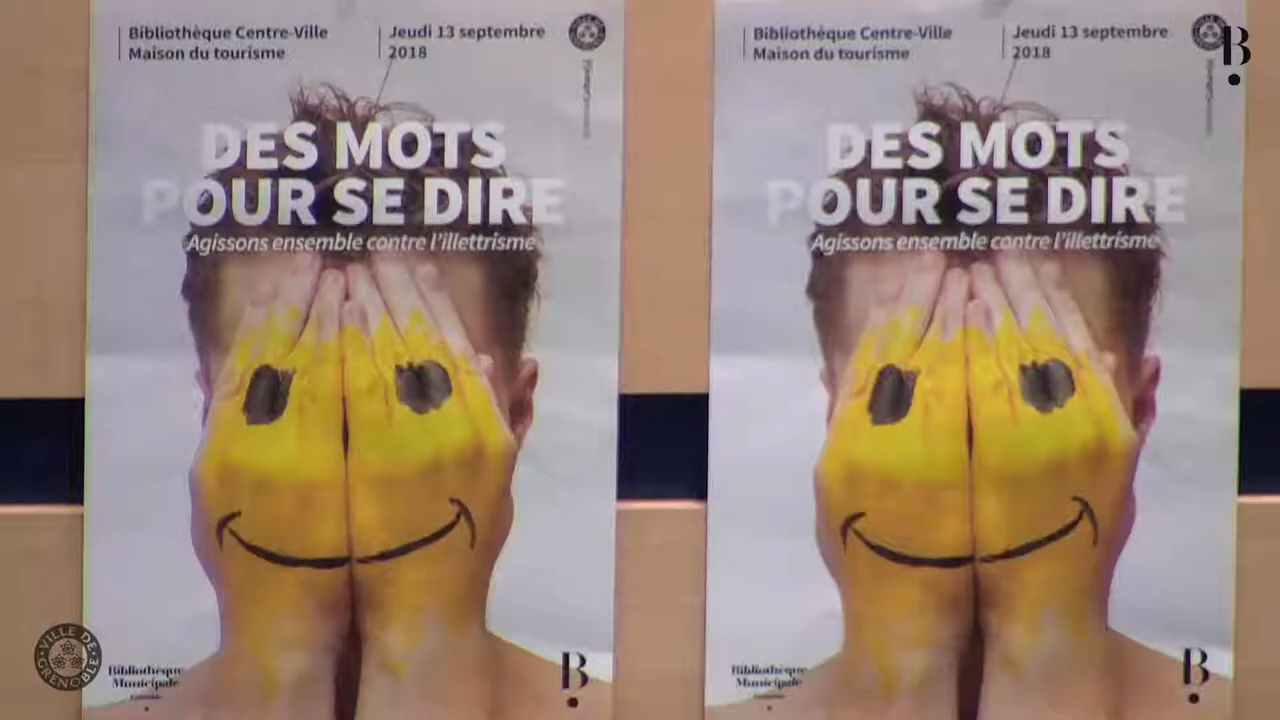 Bibliothèque Centre-Ville
Maison du tourisme
Jeudi 13 septembre
2018
DES MOTS
POUR SE DIRE
Agissons ensemble contre l'illettrisme
Bibliothèque
Municipale
B
Bibliothèque Centre-Ville
Maison du tourisme
Jeudi 13 septembre
2018
B
DES MOTS
POUR SE DIRE
Agissons ensemble contre l'illettrisme
Bibliothèque
Municipale
B
VILLE DE
GRENOBLE